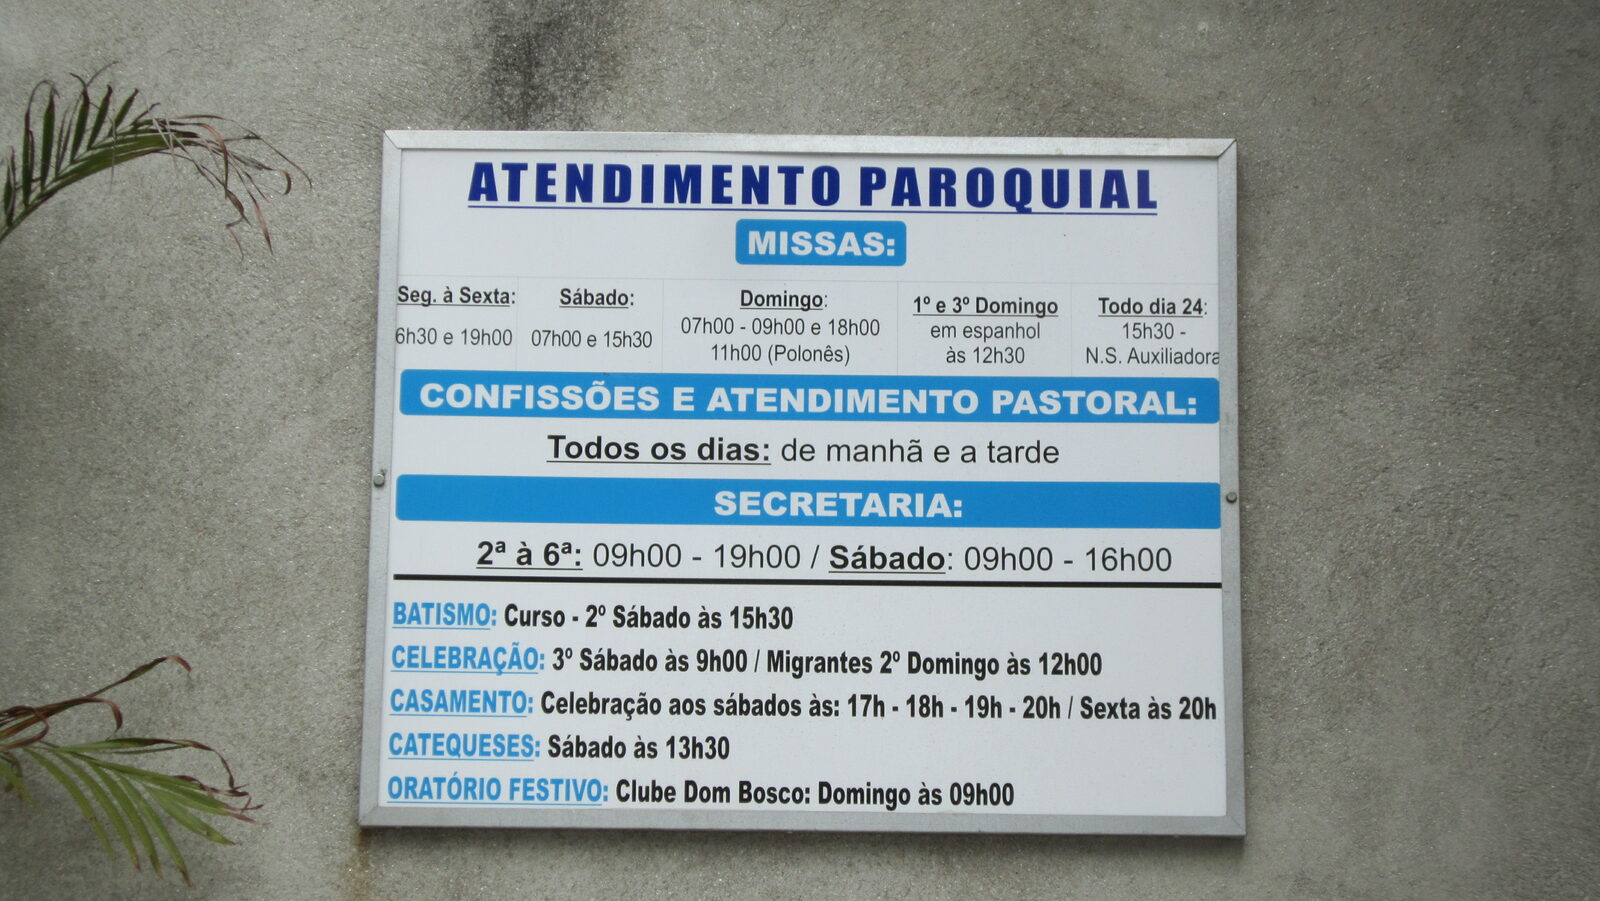 ATENDIMENTO PAROQUIAL
MISSAS:
Seg. à Sexta:
6h30 e 19h00
Sábado:
07h00 e 15h30
Domingo:
07h00 - 09h00 e 18h00
11h00 (Polonês)
1º e 3º Domingo
em espanhol
às 12h30
Todo dia 24:
15h30 -
N.S. Auxiliadora
CONFISSÕES E ATENDIMENTO PASTORAL:
Todos os dias: de manhã e a tarde
SECRETARIA:
2ª à 6ª: 09h00 - 19h00 / Sábado: 09h00 - 16h00
BATISMO: Curso - 2º Sábado às 15h30
CELEBRAÇÃO: 3º Sábado às 9h00 / Migrantes 2º Domingo às 12h00
CASAMENTO: Celebração aos sábados às: 17h - 18h - 19h - 20h / Sexta às 20h
CATEQUESES: Sábado às 13h30
ORATÓRIO FESTIVO: Clube Dom Bosco: Domingo às 09h00